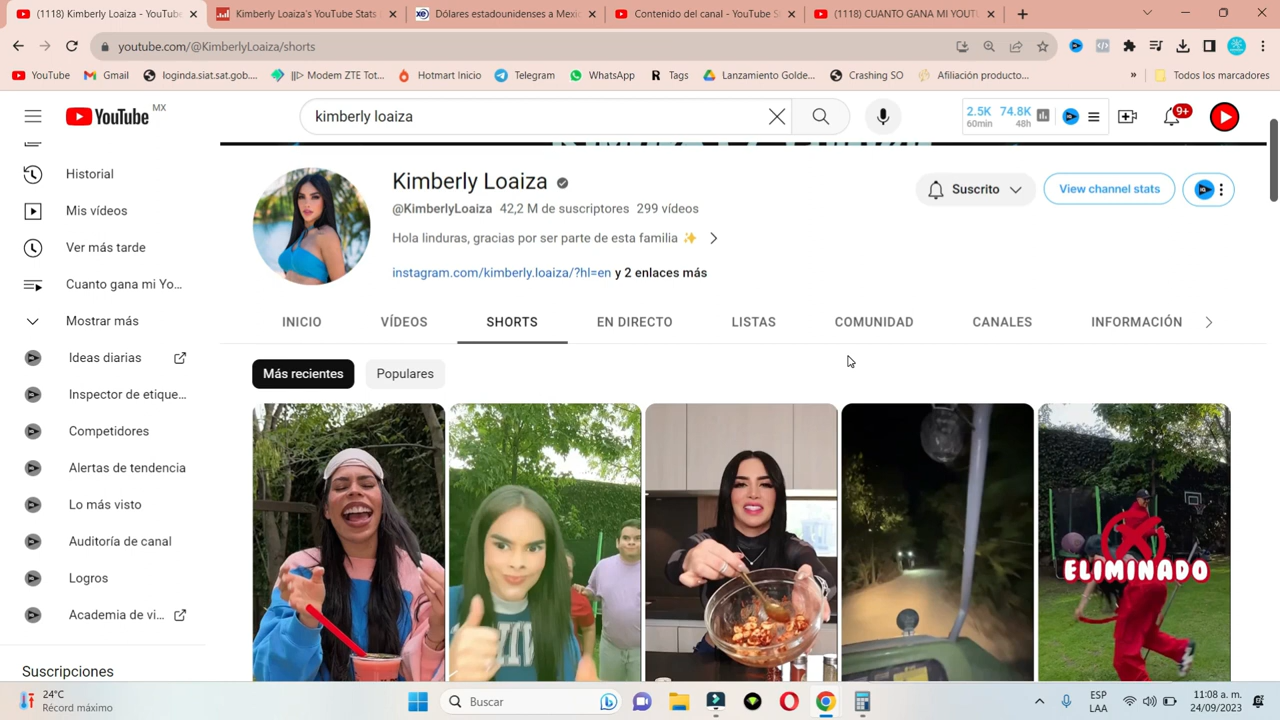 (1118) Kimberly Loaiza - YouTube
Kimberly Loaiza's YouTube Stats
Dólares estadounidenses a Mexic
Contenido del canal - YouTube S
(1118) CUANTO GANA MI YOUTU
youtube.com/@KimberlyLoaiza/shorts
YouTube
Gmail
loginda.siat.sat.gob....
||▷ Modem ZTE Tot...
Hotmart Inicio
Telegram
WhatsApp
Tags
Lanzamiento Golde...
Crashing SO
Afiliación producto...
»
Todos los marcadores
YouTube MX
kimberly loaiza
2.5K 74.8K
60min 48h
9+
Historial
Mis vídeos
Ver más tarde
Cuanto gana mi Yo...
Mostrar más
Ideas diarias
Inspector de etique...
Competidores
Alertas de tendencia
Lo más visto
Auditoría de canal
Logros
Academia de vi...
Suscripciones
Kimberly Loaiza
@KimberlyLoaiza 42,2 M de suscriptores 299 vídeos
Hola linduras, gracias por ser parte de esta familia ✨
instagram.com/kimberly.loaiza/?hl=en y 2 enlaces más
Suscrito
View channel stats
INICIO
VÍDEOS
SHORTS
EN DIRECTO
LISTAS
COMUNIDAD
CANALES
INFORMACIÓN
Más recientes
Populares
ELIMINADO
24°C
Récord máximo
Buscar
ESP
LAA
11:08 a. m.
24/09/2023